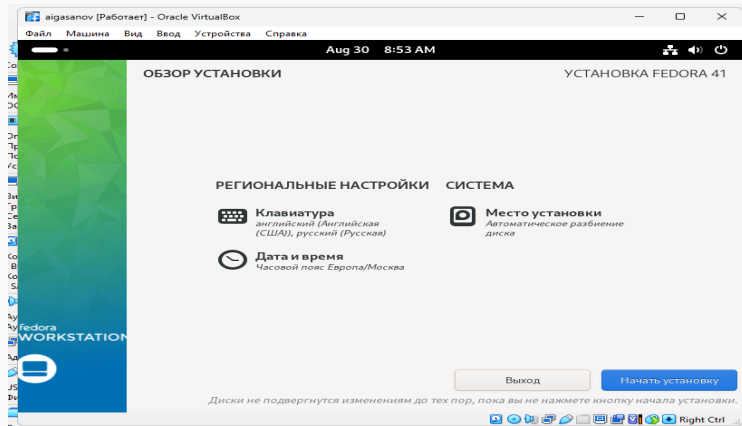 aigasanov [Работает] - Oracle VirtualBox
Файл Машина Вид Ввод Устройства Справка
Aug 30 8:53 AM
ОБЗОР УСТАНОВКИ
УСТАНОВКА FEDORA 41
РЕГИОНАЛЬНЫЕ НАСТРОЙКИ
Клавиатура
английский (Английская
(США)), русский (Русская)
Дата и время
Часовой пояс Европа/Москва
СИСТЕМА
Место установки
Автоматическое разбиение
диска
fedora
WORKSTATION
Выход
Начать установку
Диски не подвергнутся изменениям до тех пор, пока вы не нажмете кнопку начала установки.
Right Ctrl